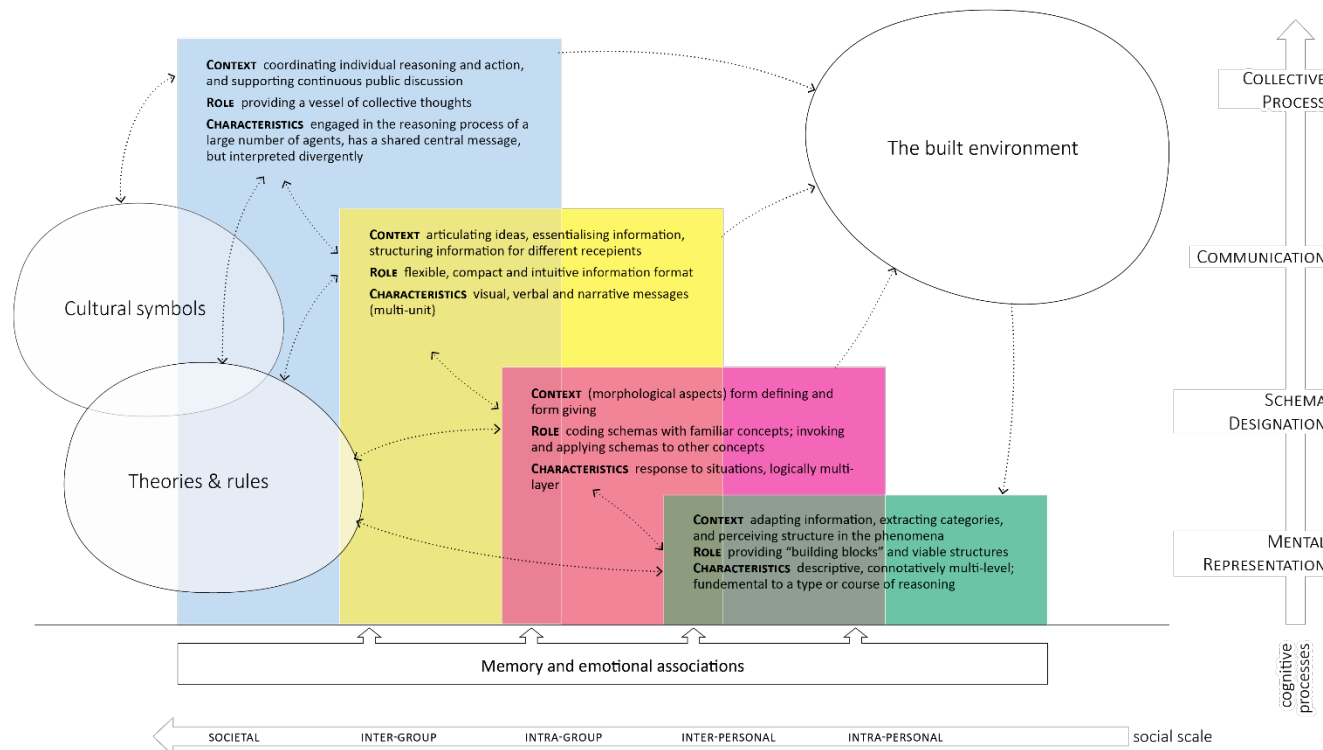 CONTEXT coordinating individual reasoning and action,
and supporting continuous public discussion
ROLE providing a vessel of collective thoughts
CHARACTERISTICS engaged in the reasoning process of a
large number of agents, has a shared central message,
but interpreted divergently
The built environment
COLLECTIVE
PROCESS
CONTEXT articulating ideas, essentialising information,
structuring information for different recepients
ROLE flexible, compact and intuitive information format
CHARACTERISTICS visual, verbal and narrative messages
(multi-unit)
COMMUNICATION
Cultural symbols
CONTEXT (morphological aspects) form defining and
form giving
ROLE coding schemas with familiar concepts; invoking
and applying schemas to other concepts
CHARACTERISTICS response to situations, logically multi-
layer
SCHEMA
DESIGNATION
Theories & rules
CONTEXT adapting information, extracting categories,
and perceiving structure in the phenomena
ROLE providing “building blocks” and viable structures
CHARACTERISTICS descriptive, connotatively multi-level;
fundemental to a type or course of reasoning
MENTAL
REPRESENTATION
Memory and emotional associations
cognitive
processes
SOCIETAL
INTER-GROUP
INTRA-GROUP
INTER-PERSONAL
INTRA-PERSONAL
social scale